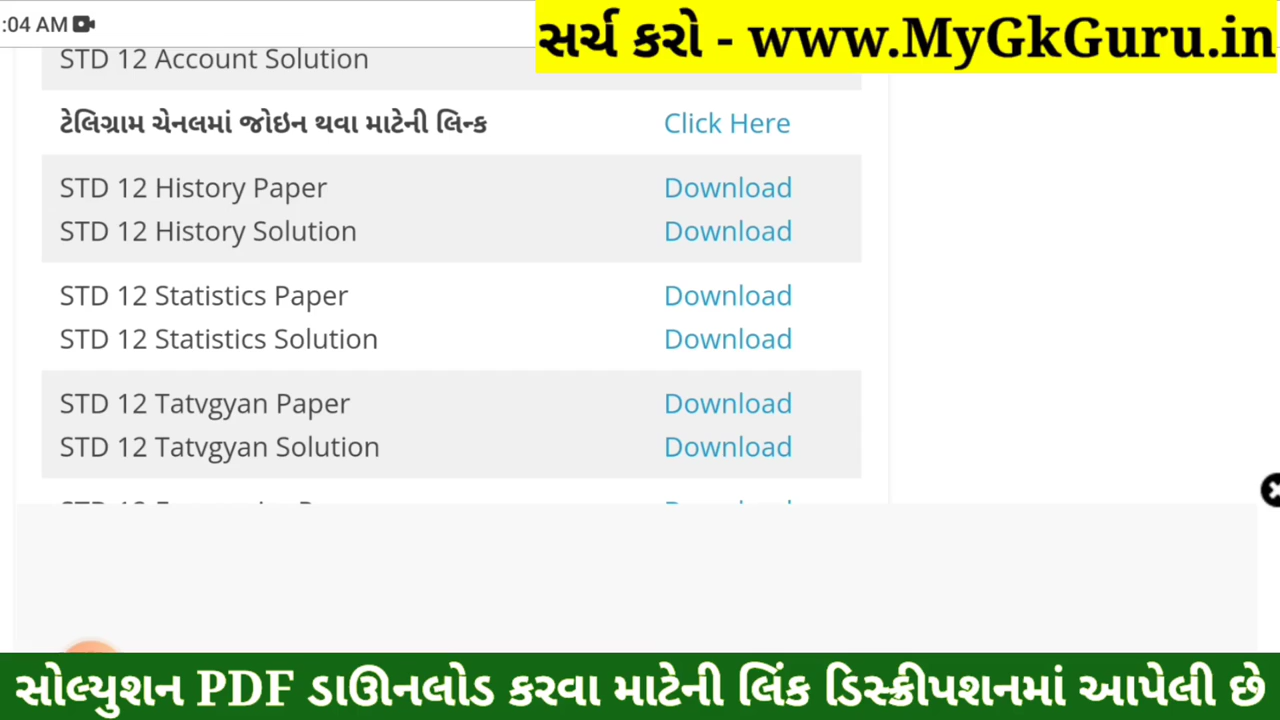 :04 AM
સર્ચ કરો - www.MyGkGuru.in
STD 12 Account Solution
ટેલિગ્રામ ચેનલમાં જોઇન થવા માટેની લિન્ક Click Here
STD 12 History Paper Download
STD 12 History Solution Download
STD 12 Statistics Paper Download
STD 12 Statistics Solution Download
STD 12 Tatvgyan Paper Download
STD 12 Tatvgyan Solution Download
સોલ્યુશન PDF ડાઊનલોડ કરવા માટેની લિંક ડિસ્ક્રીપશનમાં આપેલી છે